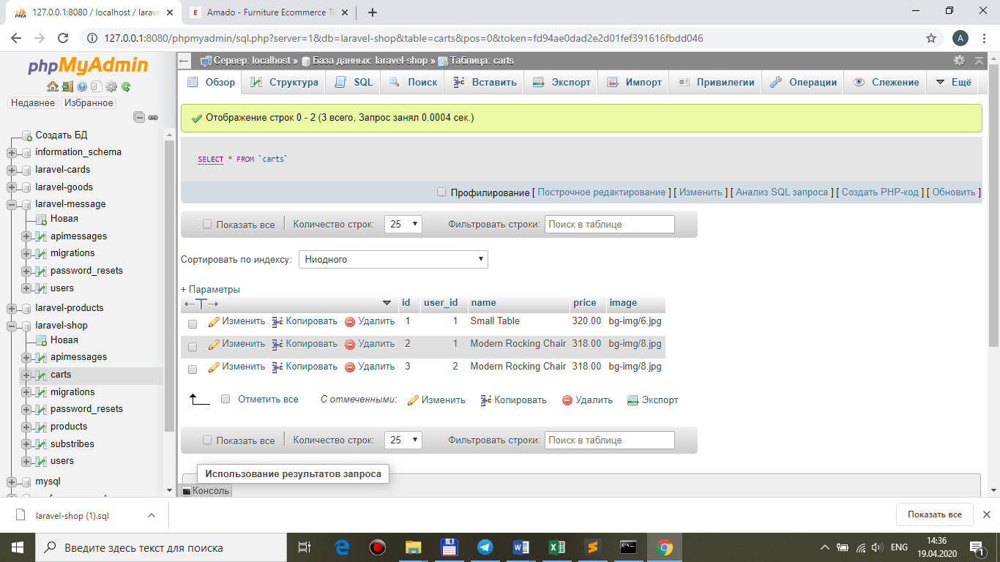 127.0.0.1:8080 / localhost / larave
Amado - Furniture Ecommerce Te
127.0.0.1:8080/phpmyadmin/sql.php?server=1&db=laravel-shop&table=carts&pos=0&token=fd94ae0dad2e2d01fef391616fbdd046
A
phpMyAdmin
Недавнее Избранное
Создать БД
information_schema
laravel-cards
laravel-goods
laravel-message
Новая
apimessages
migrations
password_resets
users
laravel-products
laravel-shop
Новая
apimessages
carts
migrations
password_resets
products
substribes
users
mysql
Сервер: localhost » База данных: laravel-shop » Таблица: carts
Обзор Структура SQL Поиск Вставить Экспорт Импорт Привилегии Операции Слежение Ещё
Отображение строк 0 - 2 (3 всего, Запрос занял 0.0004 сек.)
SELECT * FROM `carts`
Профилирование [ Построчное редактирование ] [ Изменить ] [ Анализ SQL запроса ] [ Создать PHP-код ] [ Обновить ]
Показать все Количество строк: 25 Фильтровать строки: Поиск в таблице
Сортировать по индексу: Ниодного
+ Параметры
←T→ id user_id name price image
Изменить Копировать Удалить 1 1 Small Table 320.00 bg-img/6.jpg
Изменить Копировать Удалить 2 1 Modern Rocking Chair 318.00 bg-img/8.jpg
Изменить Копировать Удалить 3 2 Modern Rocking Chair 318.00 bg-img/8.jpg
Отметить все С отмеченными: Изменить Копировать Удалить Экспорт
Показать все Количество строк: 25 Фильтровать строки: Поиск в таблице
Использование результатов запроса
Консоль
laravel-shop (1).sql
Показать все
Введите здесь текст для поиска
ENG
14:36
19.04.2020
1